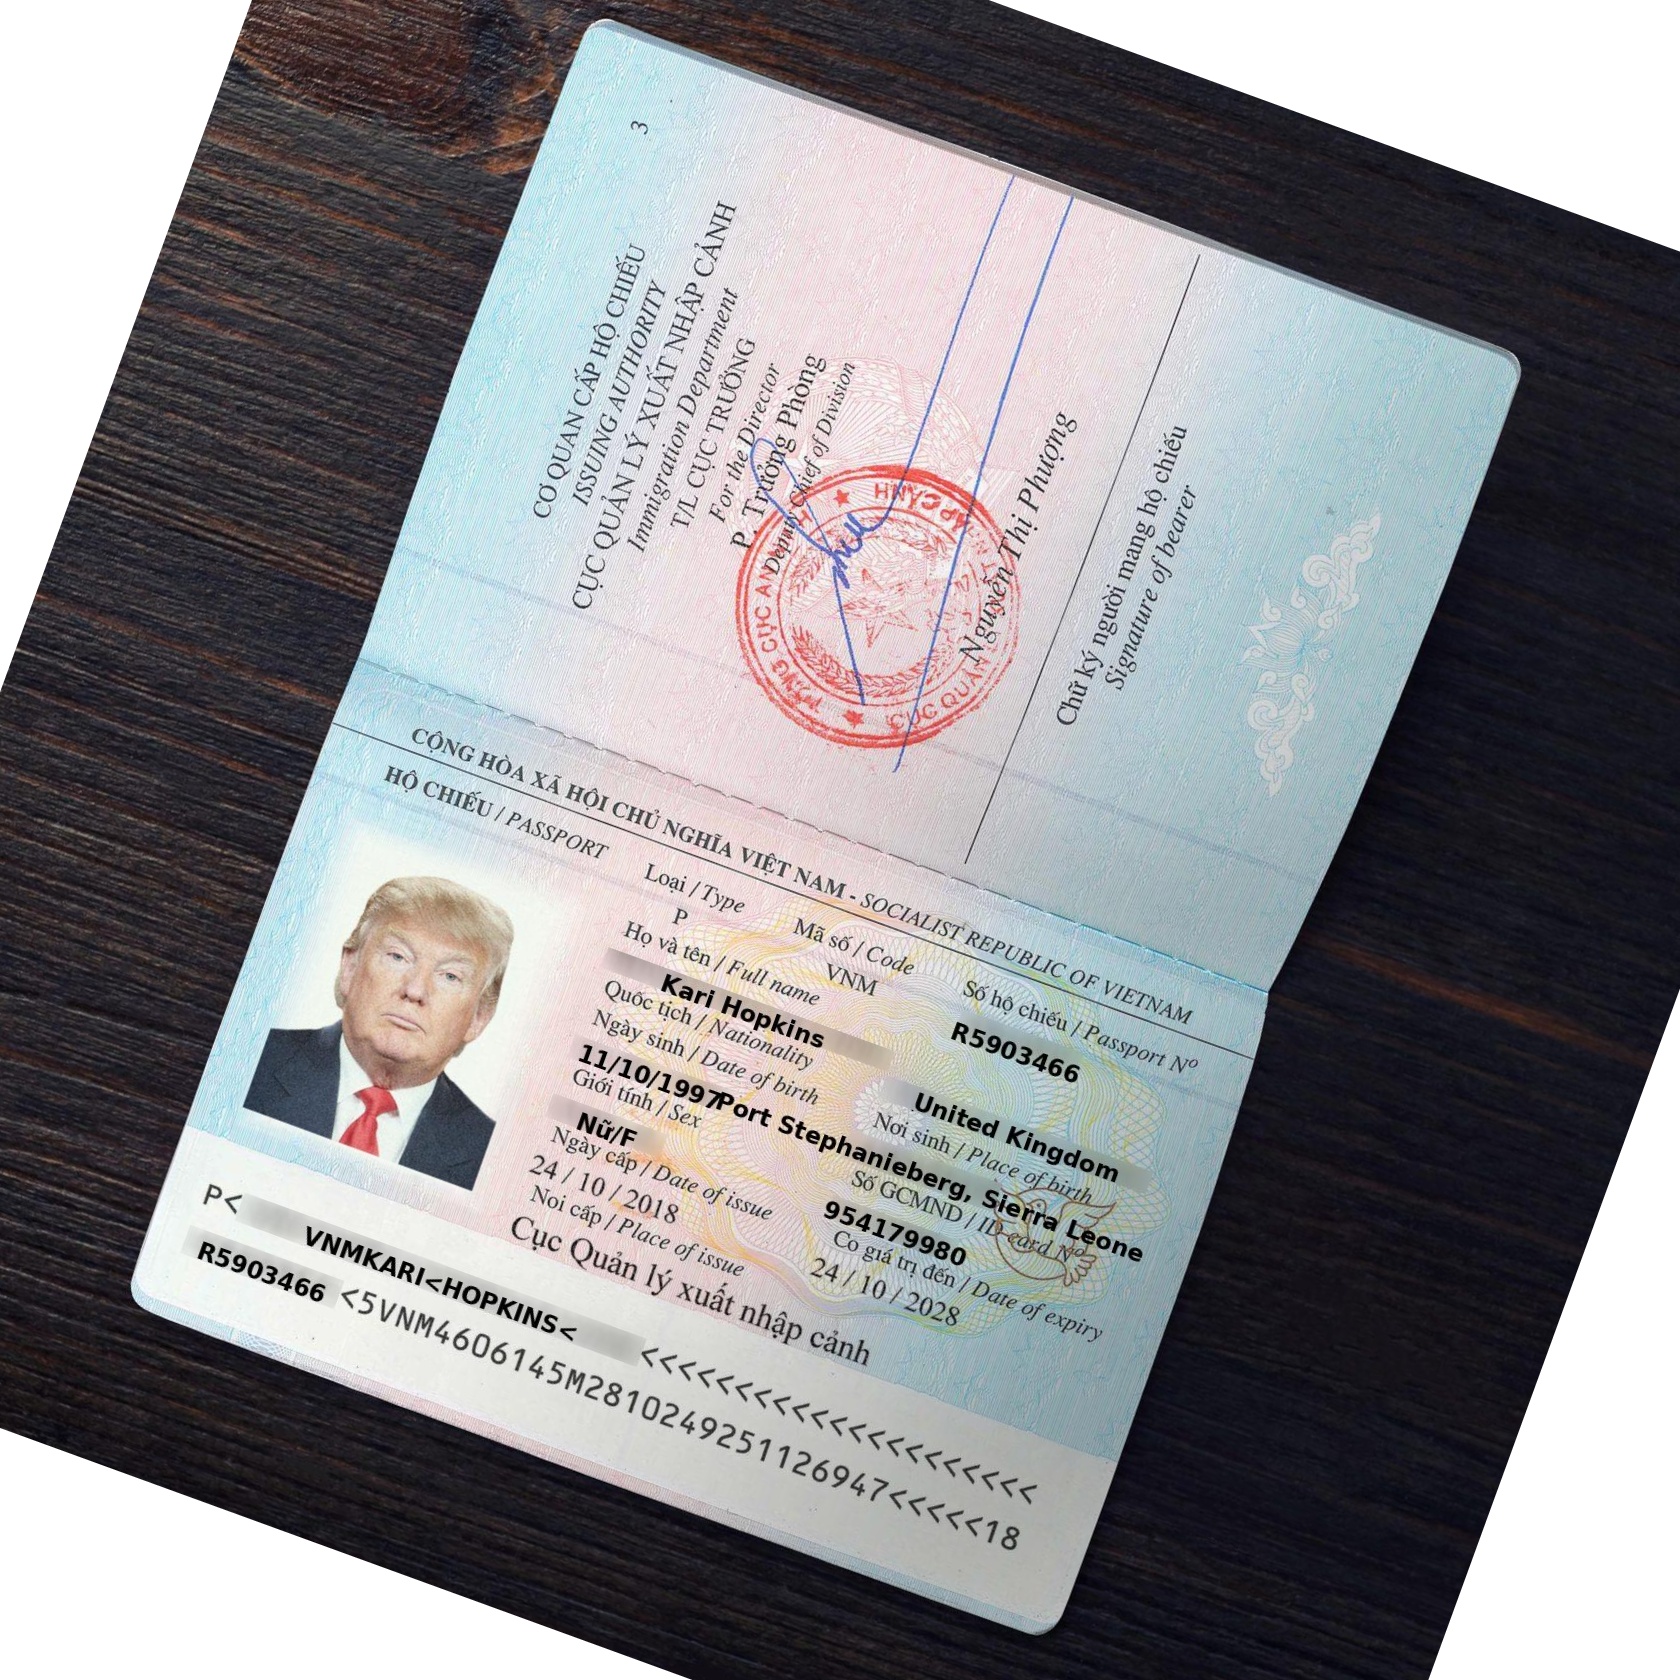 3
CƠ QUAN CẤP HỘ CHIẾU
ISSUING AUTHORITY
CỤC QUẢN LÝ XUẤT NHẬP CẢNH
Immigration Department
T/L CỤC TRƯỞNG
For the Director
P. Trưởng Phòng
Deputy Chief of Division
Nguyễn Thị Phượng
Chữ ký người mang hộ chiếu
Signature of bearer
CỘNG HÒA XÃ HỘI CHỦ NGHĨA VIỆT NAM - SOCIALIST REPUBLIC OF VIETNAM
HỘ CHIẾU / PASSPORT
Loại / Type
Mã số / Code
Số hộ chiếu / Passport Nº
P
VNM
R5903466
Họ và tên / Full name
Kari Hopkins
Quốc tịch / Nationality
United Kingdom
Ngày sinh / Date of birth
Nơi sinh / Place of birth
11/10/1997
Port Stephanieberg, Sierra Leone
Giới tính / Sex
Số GCMND / ID card Nº
Nữ/F
954179980
Ngày cấp / Date of issue
Co giá trị đến / Date of expiry
24 / 10 / 2018
24 / 10 / 2028
Noi cấp / Place of issue
Cục Quản lý xuất nhập cảnh
P< VNMKARI<HOPKINS< <<<<<<<<<<<<<<<<<<<<<
R5903466 <5VNM4606145M2810249251126947<<<<<18